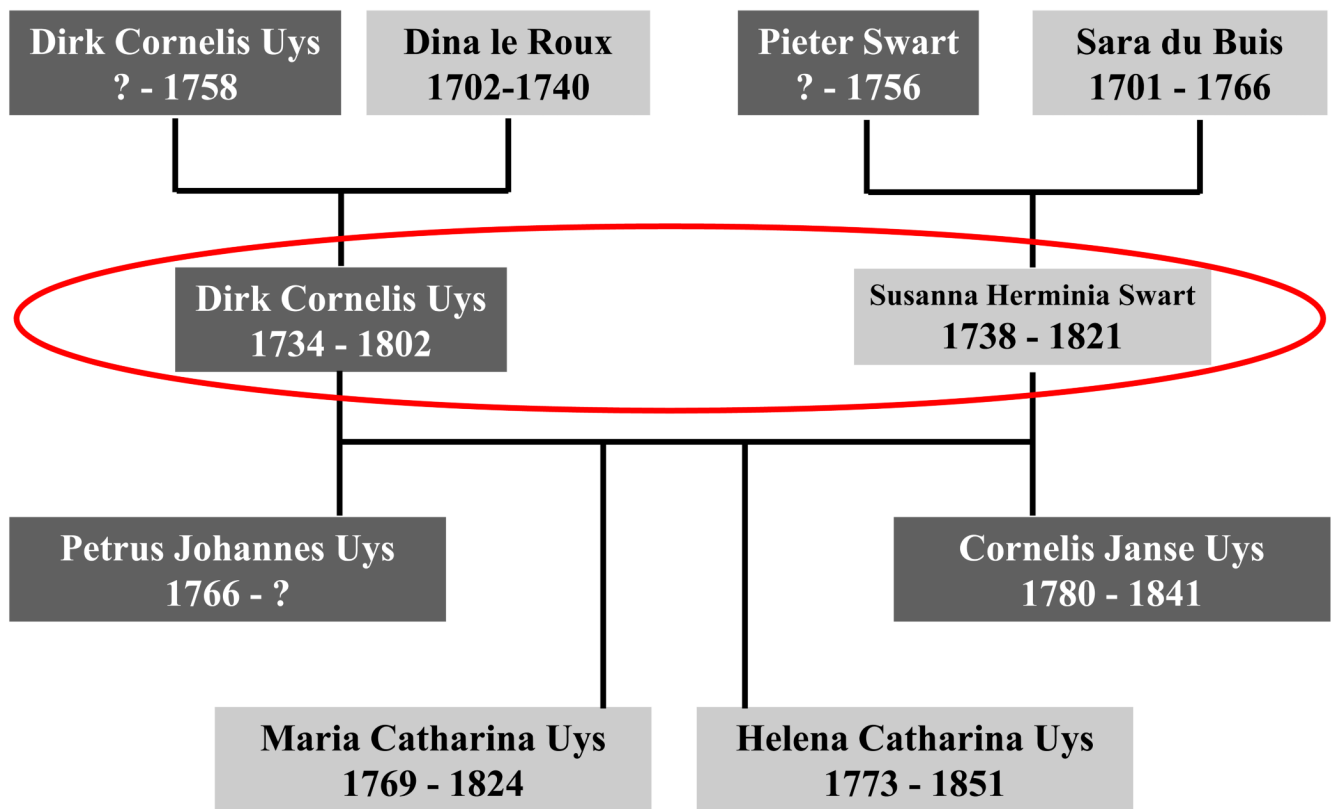 Dirk Cornelis Uys
? - 1758
Dina le Roux
1702-1740
Pieter Swart
? - 1756
Sara du Buis
1701 - 1766
Dirk Cornelis Uys
1734 - 1802
Susanna Herminia Swart
1738 - 1821
Petrus Johannes Uys
1766 - ?
Cornelis Janse Uys
1780 - 1841
Maria Catharina Uys
1769 - 1824
Helena Catharina Uys
1773 - 1851